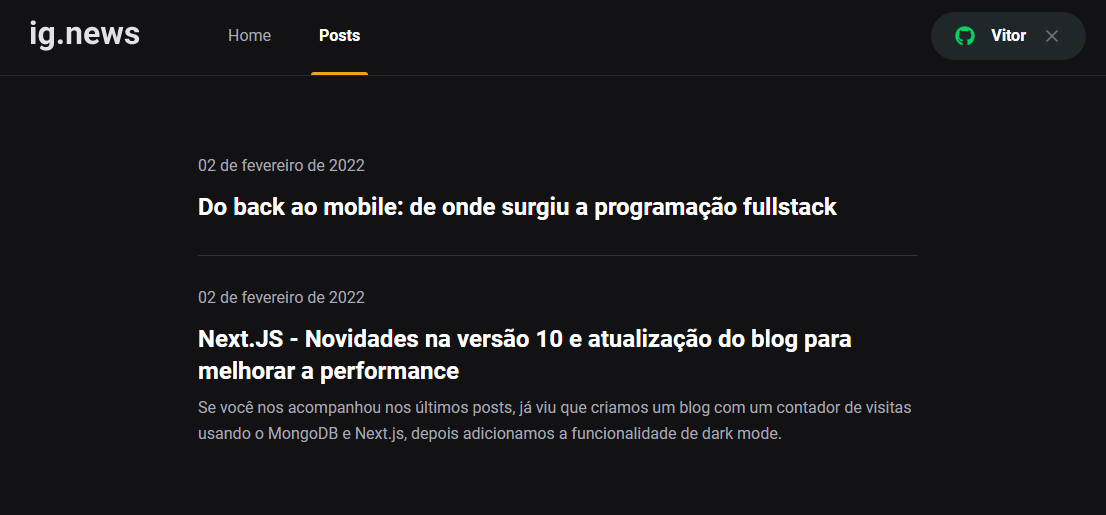 ig.news
Home
Posts
Vitor
02 de fevereiro de 2022
Do back ao mobile: de onde surgiu a programação fullstack
02 de fevereiro de 2022
Next.JS - Novidades na versão 10 e atualização do blog para
melhorar a performance
Se você nos acompanhou nos últimos posts, já viu que criamos um blog com um contador de visitas
usando o MongoDB e Next.js, depois adicionamos a funcionalidade de dark mode.